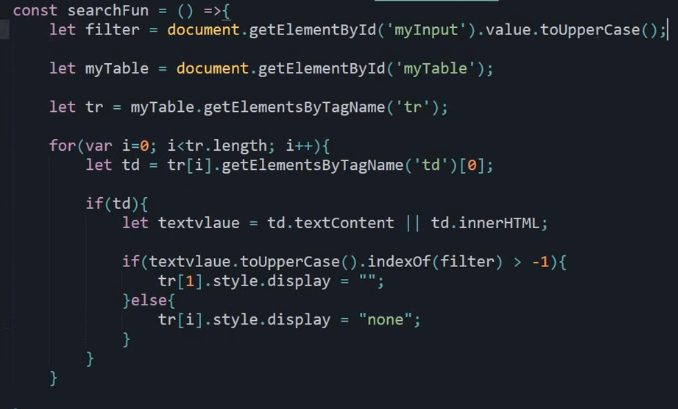 const searchFun = () =>{
let filter = document.getElementById('myInput').value.toUpperCase();
let myTable = document.getElementById('myTable');
let tr = myTable.getElementsByTagName('tr');
for(var i=0; i<tr.length; i++){
let td = tr[i].getElementsByTagName('td')[0];
if(td){
let textvlaue = td.textContent || td.innerHTML;
if(textvlaue.toUpperCase().indexOf(filter) > -1){
tr[1].style.display = "";
}else{
tr[i].style.display = "none";
}
}
}